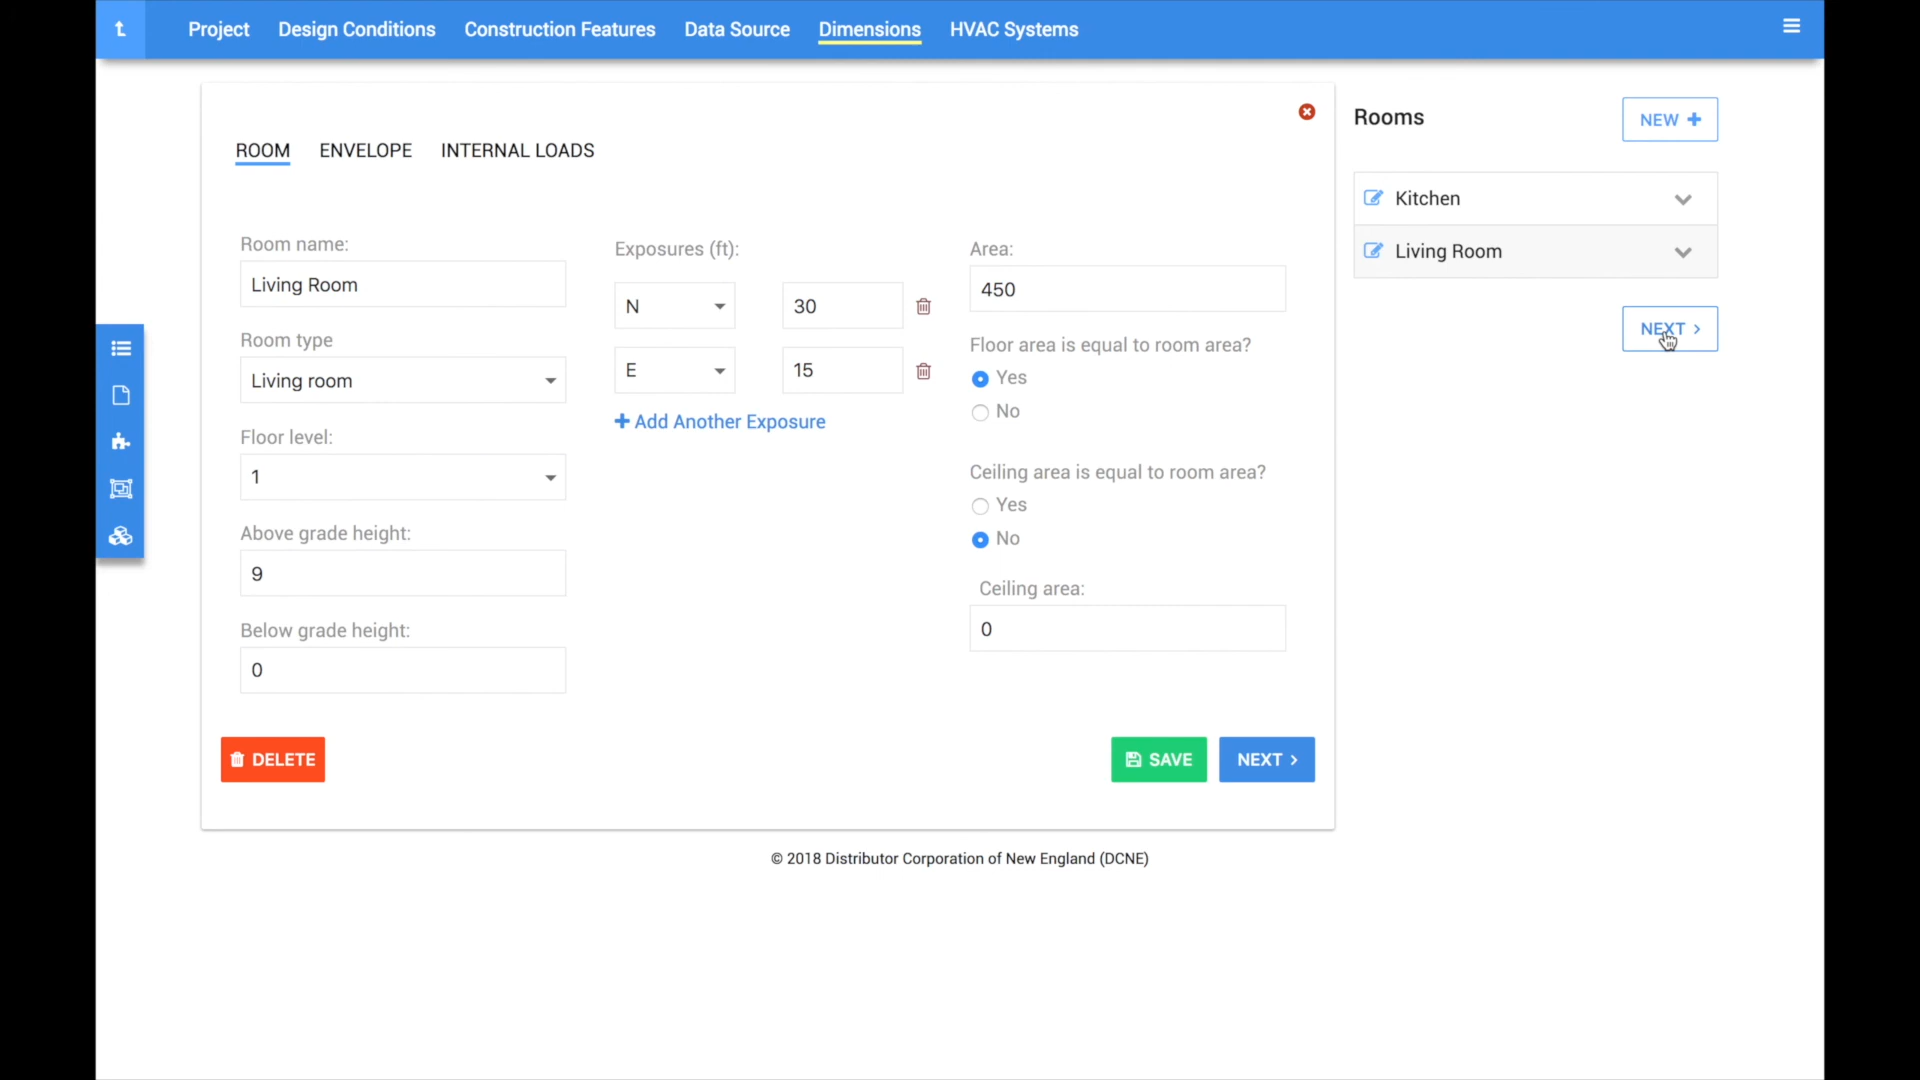 Project Design Conditions Construction Features Data Source Dimensions HVAC Systems
ROOM ENVELOPE INTERNAL LOADS
Room name:
Living Room
Room type
Living room
Floor level:
1
Above grade height:
9
Below grade height:
0
Exposures (ft):
N 30
E 15
Add Another Exposure
Area:
450
Floor area is equal to room area?
Yes
No
Ceiling area is equal to room area?
Yes
No
Ceiling area:
0
DELETE
SAVE
NEXT
Rooms
NEW
Kitchen
Living Room
NEXT
© 2018 Distributor Corporation of New England (DCNE)